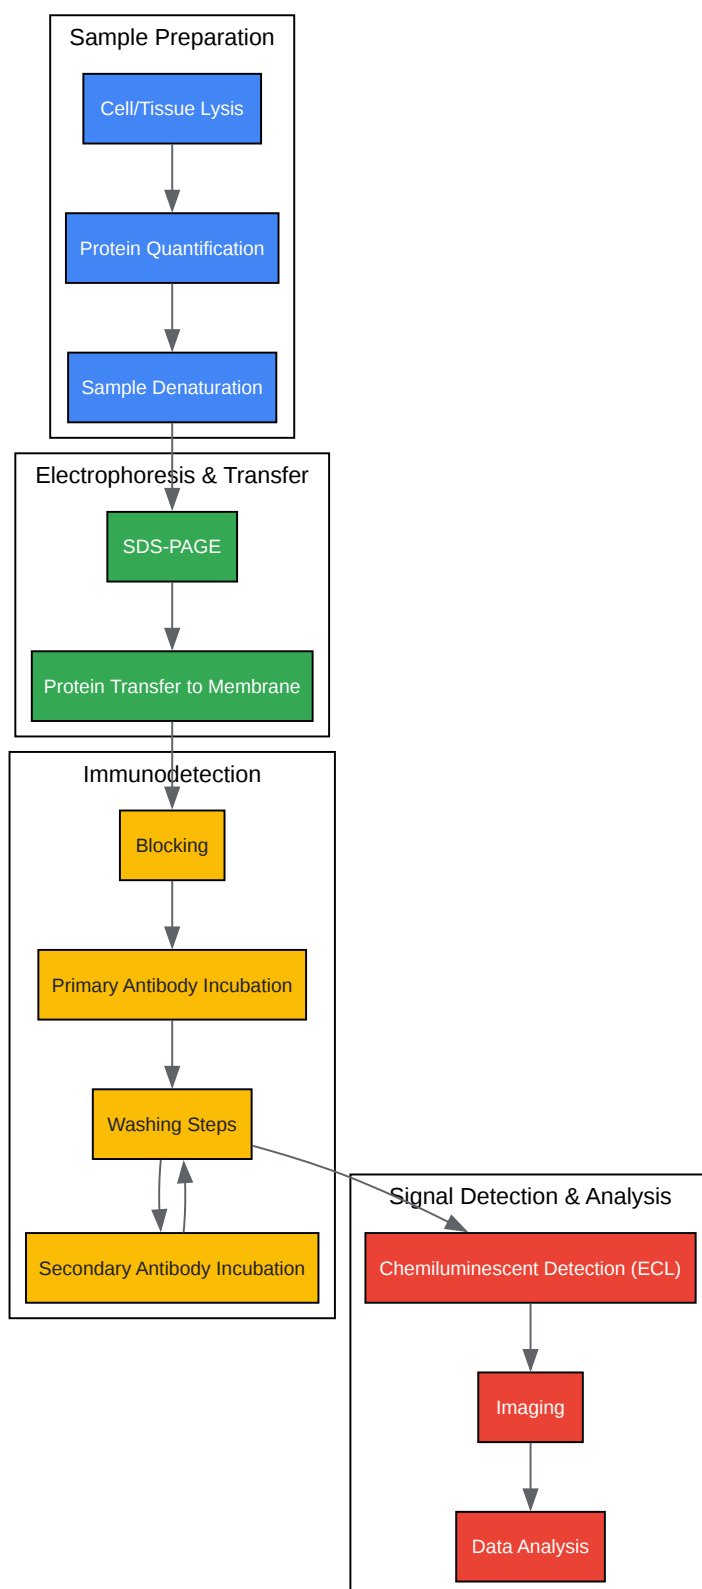 Sample Preparation
Cell/Tissue Lysis
Protein Quantification
Sample Denaturation
Electrophoresis & Transfer
SDS-PAGE
Protein Transfer to Membrane
Immunodetection
Blocking
Primary Antibody Incubation
Washing Steps
Secondary Antibody Incubation
Signal Detection & Analysis
Chemiluminescent Detection (ECL)
Imaging
Data Analysis